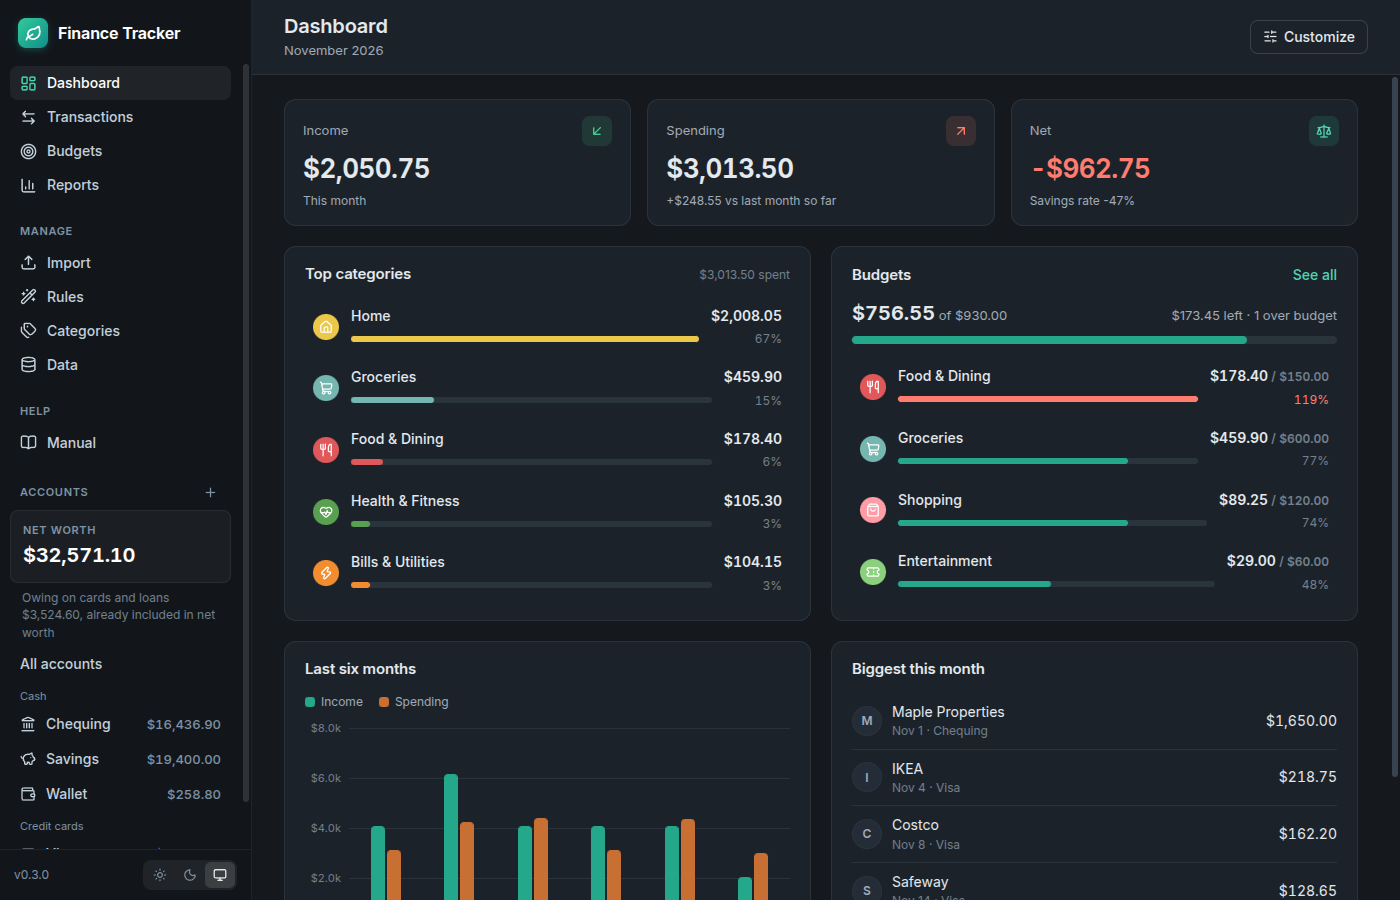 Finance Tracker
Dashboard
Transactions
Budgets
Reports
MANAGE
Import
Rules
Categories
Data
HELP
Manual
ACCOUNTS
NET WORTH
$32,571.10
Owing on cards and loans
$3,524.60, already included in net
worth
All accounts
Cash
Chequing $16,436.90
Savings $19,400.00
Wallet $258.80
Credit cards
v0.3.0
Dashboard
November 2026
Customize
Income
$2,050.75
This month
Spending
$3,013.50
+$248.55 vs last month so far
Net
-$962.75
Savings rate -47%
Top categories $3,013.50 spent
Home $2,008.05
67%
Groceries $459.90
15%
Food & Dining $178.40
6%
Health & Fitness $105.30
3%
Bills & Utilities $104.15
3%
Budgets See all
$756.55 of $930.00 $173.45 left · 1 over budget
Food & Dining $178.40 / $150.00
119%
Groceries $459.90 / $600.00
77%
Shopping $89.25 / $120.00
74%
Entertainment $29.00 / $60.00
48%
Last six months
Income Spending
$8.0k
$6.0k
$4.0k
$2.0k
Biggest this month
M Maple Properties $1,650.00
Nov 1 · Chequing
I IKEA $218.75
Nov 4 · Visa
C Costco $162.20
Nov 8 · Visa
S Safeway $128.65
Nov 14 · Visa